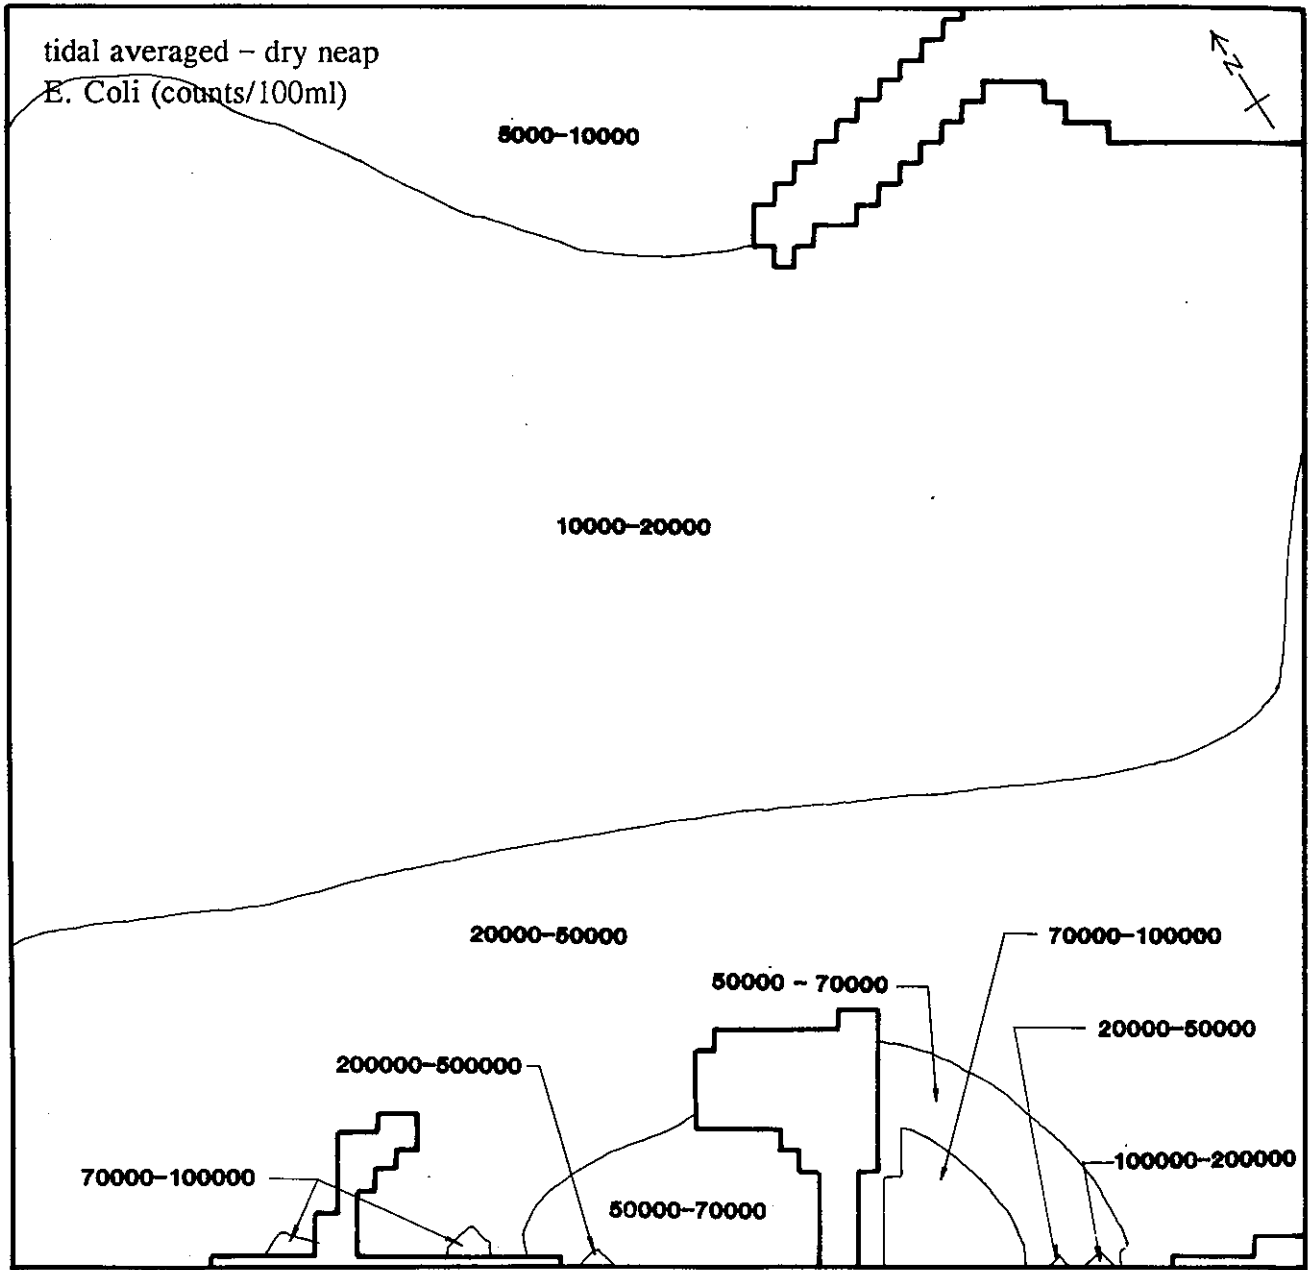 tidal averaged – dry neap
E. Coli (counts/100ml)
N
5000-10000
10000-20000
20000-50000
70000-100000
50000 - 70000
20000-50000
200000-500000
100000-200000
70000-100000
50000-70000